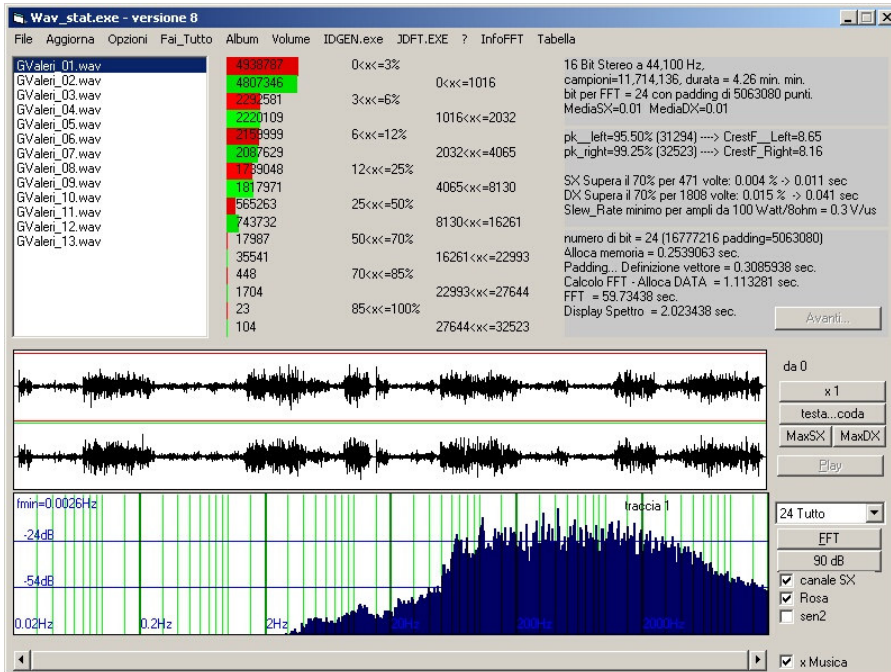 Wav_stat.exe - versione 8
File Aggiorna Opzioni Fai_Tutto Album Volume IDGEN.exe JDFT.EXE ? InfoFFT Tabella
GValeri_01.wav
GValeri_02.wav
GValeri_03.wav
GValeri_04.wav
GValeri_05.wav
GValeri_06.wav
GValeri_07.wav
GValeri_08.wav
GValeri_09.wav
GValeri_10.wav
GValeri_11.wav
GValeri_12.wav
GValeri_13.wav
4938787 0<x<=3%
4807346 0<x<=1016
2292581 3<x<=6%
2220109 1016<x<=2032
2159999 6<x<=12%
2087629 2032<x<=4065
1739048 12<x<=25%
1817971 4065<x<=8130
565263 25<x<=50%
743732 8130<x<=16261
17987 50<x<=70%
35541 16261<x<=22993
448 70<x<=85%
1704 22993<x<=27644
23 85<x<=100%
104 27644<x<=32523
16 Bit Stereo a 44,100 Hz,
campioni=11,714,136, durata = 4.26 min. min.
bit per FFT = 24 con padding di 5063080 punti.
MediaSX=0.01 MediaDX=0.01
pk__left=95.50% (31294) ----> CrestF__Left=8.65
pk_right=99.25% (32523) ----> CrestF_Right=8.16
SX Supera il 70% per 471 volte: 0.004 % -> 0.011 sec
DX Supera il 70% per 1808 volte: 0.015 % -> 0.041 sec
Slew_Rate minimo per ampli da 100 Watt/8ohm = 0.3 V/us
numero di bit = 24 (16777216 padding=5063080)
Alloca memoria = 0.2539063 sec.
Padding... Definizione vettore = 0.3085938 sec.
Calcolo FFT - Alloca DATA = 1.113281 sec.
FFT = 59.73438 sec.
Display Spettro = 2.023438 sec.
Avanti...
da 0
x 1
testa...coda
MaxSX MaxDX
Play
fmin=0.0026Hz
traccia 1
-24dB
-54dB
0.02Hz 0.2Hz 2Hz 20Hz 200Hz 2000Hz
24 Tutto
FFT
90 dB
canale SX
Rosa
sen2
x Musica